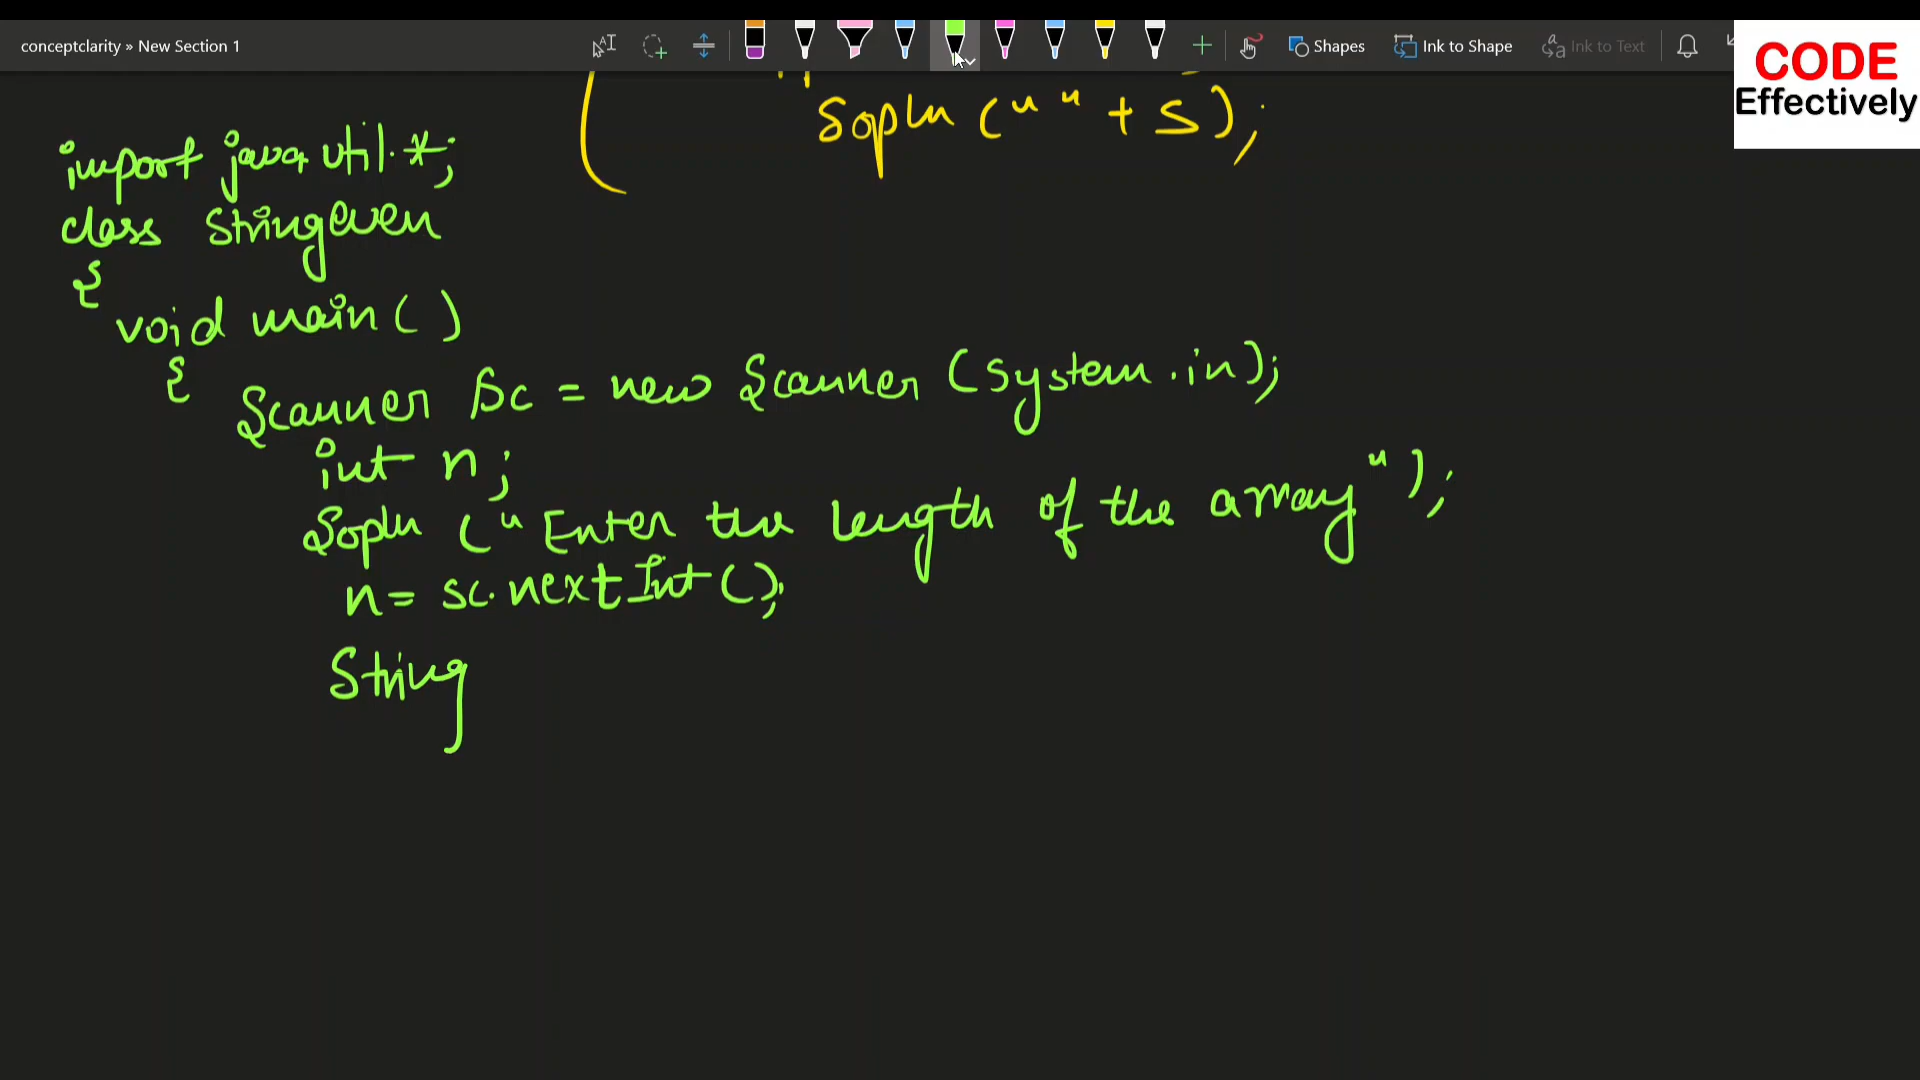 conceptclarity » New Section 1
Shapes
Ink to Shape
Ink to Text
CODE
Effectively
Sopln (" " + S);
import java util.*;
class Stringeven
{
void main( )
{ Scanner Sc = new Scanner (System.in);
int n;
Sopln ("Enter the length of the array");
n= sc.nextInt();
String